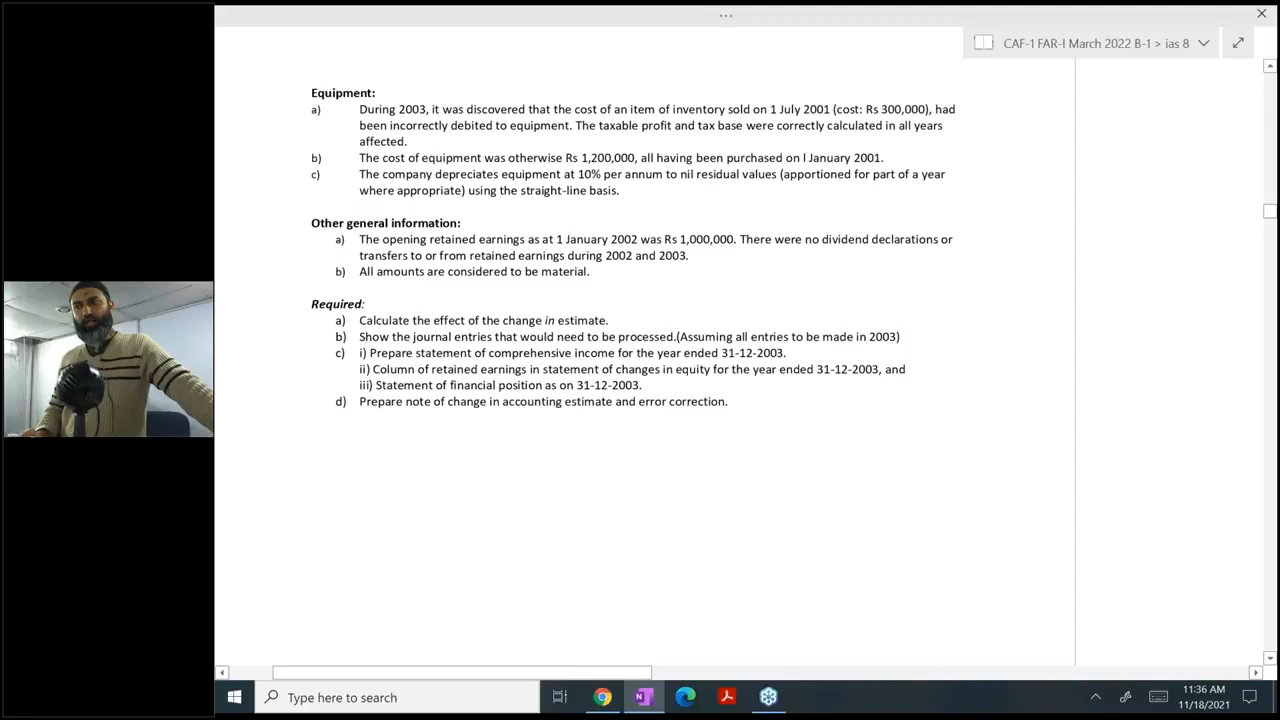 CAF-1 FAR-I March 2022 B-1 > ias 8
Equipment:
a) During 2003, it was discovered that the cost of an item of inventory sold on 1 July 2001 (cost: Rs 300,000), had
been incorrectly debited to equipment. The taxable profit and tax base were correctly calculated in all years
affected.
b) The cost of equipment was otherwise Rs 1,200,000, all having been purchased on l January 2001.
c) The company depreciates equipment at 10% per annum to nil residual values (apportioned for part of a year
where appropriate) using the straight-line basis.
Other general information:
a) The opening retained earnings as at 1 January 2002 was Rs 1,000,000. There were no dividend declarations or
transfers to or from retained earnings during 2002 and 2003.
b) All amounts are considered to be material.
Required:
a) Calculate the effect of the change in estimate.
b) Show the journal entries that would need to be processed.(Assuming all entries to be made in 2003)
c) i) Prepare statement of comprehensive income for the year ended 31-12-2003.
ii) Column of retained earnings in statement of changes in equity for the year ended 31-12-2003, and
iii) Statement of financial position as on 31-12-2003.
d) Prepare note of change in accounting estimate and error correction.
Type here to search
11:36 AM
11/18/2021